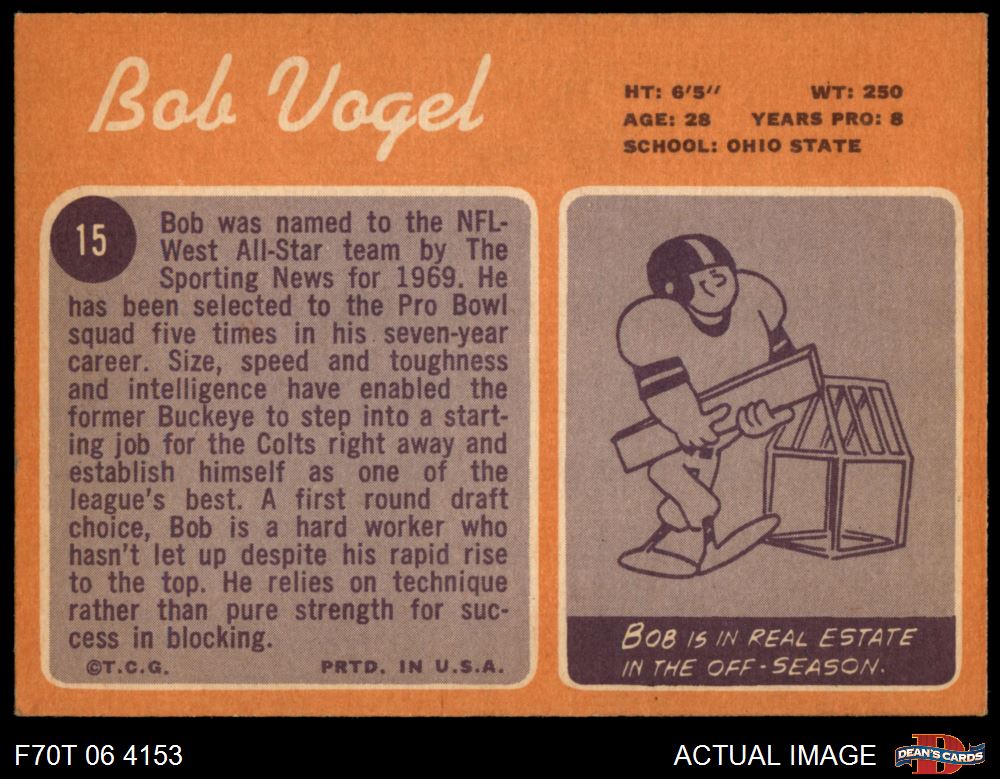 Bob Vogel
HT: 6'5" WT: 250
AGE: 28 YEARS PRO: 8
SCHOOL: OHIO STATE
15
Bob was named to the NFL-
West All-Star team by The
Sporting News for 1969. He
has been selected to the Pro Bowl
squad five times in his seven-year
career. Size, speed and toughness
and intelligence have enabled the
former Buckeye to step into a start-
ing job for the Colts right away and
establish himself as one of the
league's best. A first round draft
choice, Bob is a hard worker who
hasn't let up despite his rapid rise
to the top. He relies on technique
rather than pure strength for suc-
cess in blocking.
©T.C.G. PRTD. IN U.S.A.
BOB IS IN REAL ESTATE
IN THE OFF-SEASON.
F70T 06 4153 ACTUAL IMAGE
D
DEAN'S CARDS